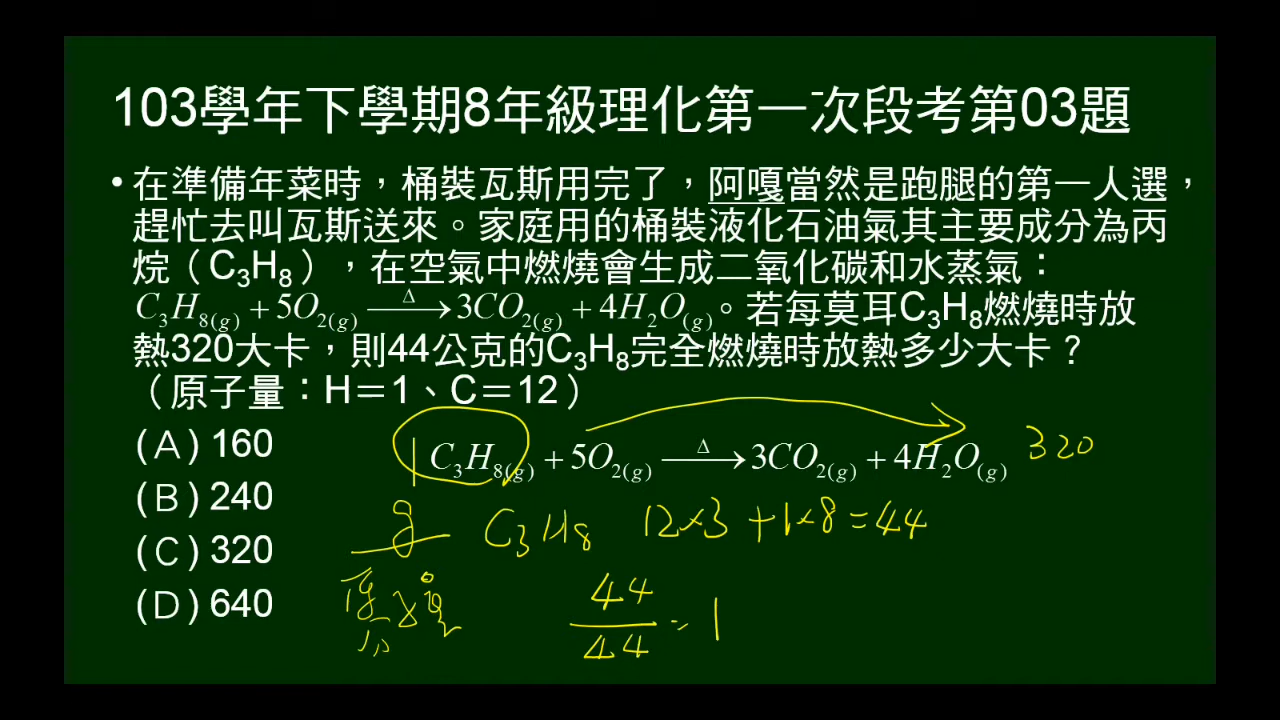 103學年下學期8年級理化第一次段考第03題
• 在準備年菜時，桶裝瓦斯用完了，阿嘎當然是跑腿的第一人選，
趕忙去叫瓦斯送來。家庭用的桶裝液化石油氣其主要成分為丙
烷（C₃H₈），在空氣中燃燒會生成二氧化碳和水蒸氣：
C₃H₈₍g₎ + 5O₂₍g₎ —Δ→ 3CO₂₍g₎ + 4H₂O₍g₎。若每莫耳C₃H₈燃燒時放
熱320大卡，則44公克的C₃H₈完全燃燒時放熱多少大卡？
（原子量：H＝1、C＝12）
(Ａ) 160
(Ｂ) 240
(Ｃ) 320
(Ｄ) 640
1 C₃H₈₍g₎ + 5O₂₍g₎ —Δ→ 3CO₂₍g₎ + 4H₂O₍g₎ 320
g C₃H₈ 12×3 + 1×8 = 44
44/44 = 1